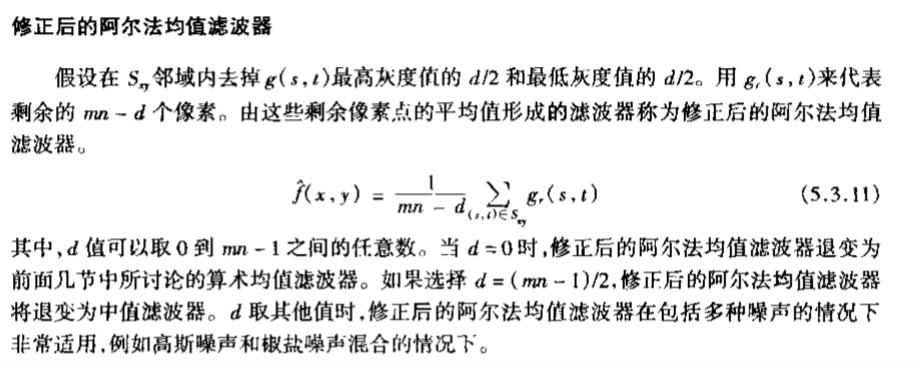 修正后的阿尔法均值滤波器
假设在 Sxy 邻域内去掉 g(s,t)最高灰度值的 d/2 和最低灰度值的 d/2。用 gr(s,t)来代表
剩余的 mn - d 个像素。由这些剩余像素点的平均值形成的滤波器称为修正后的阿尔法均值
滤波器。
f̂(x,y) = 1/(mn - d) ∑(s,t)∈Sxy gr(s,t) (5.3.11)
其中,d 值可以取 0 到 mn - 1 之间的任意数。当 d = 0 时,修正后的阿尔法均值滤波器退变为
前面几节中所讨论的算术均值滤波器。如果选择 d = (mn - 1)/2,修正后的阿尔法均值滤波器
将退变为中值滤波器。d 取其他值时,修正后的阿尔法均值滤波器在包括多种噪声的情况下
非常适用,例如高斯噪声和椒盐噪声混合的情况下。